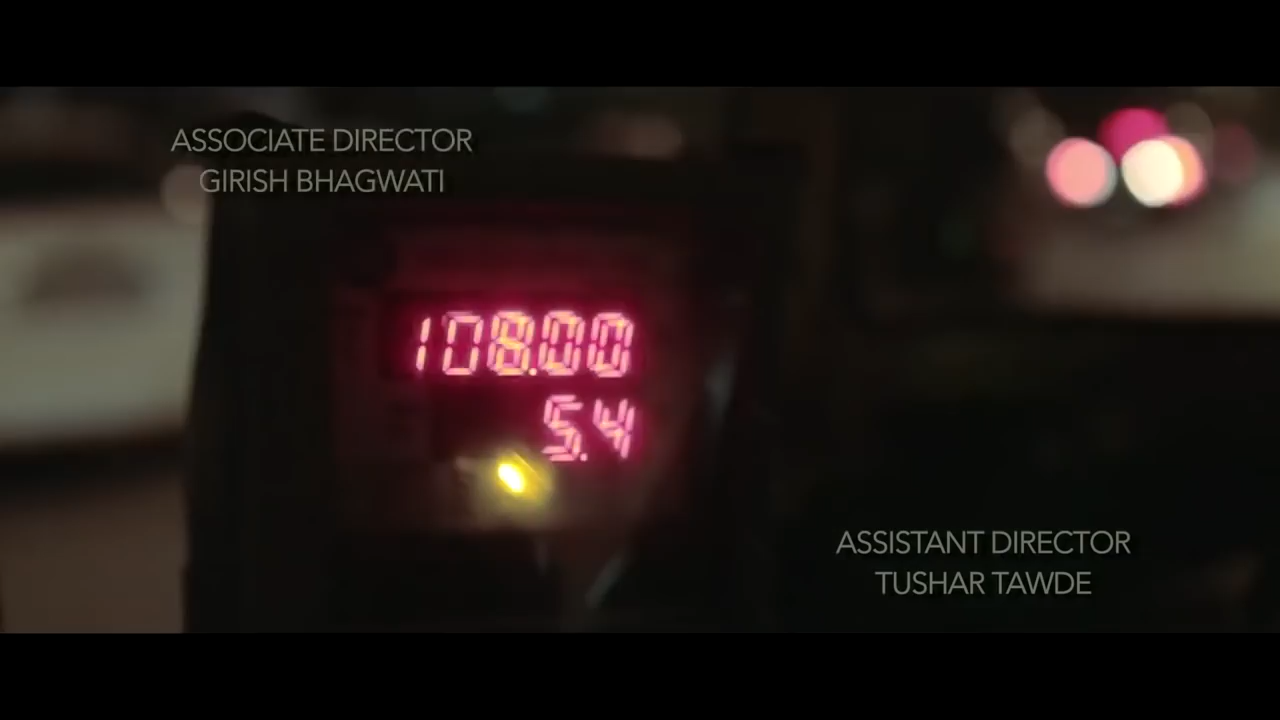 ASSOCIATE DIRECTOR
GIRISH BHAGWATI
108.00
5.4
ASSISTANT DIRECTOR
TUSHAR TAWDE